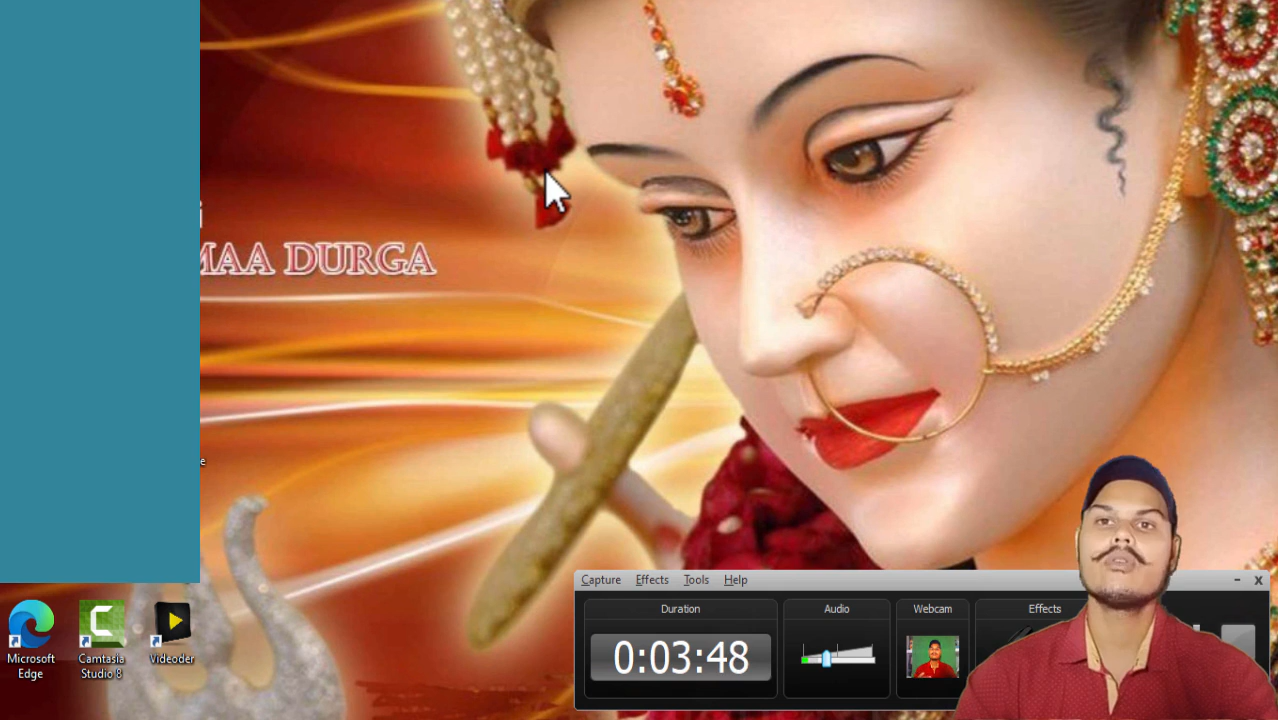 MAA DURGA
Microsoft
Edge
Camtasia
Studio 8
Videoder
Capture Effects Tools Help
Duration Audio Webcam Effects
0:03:48